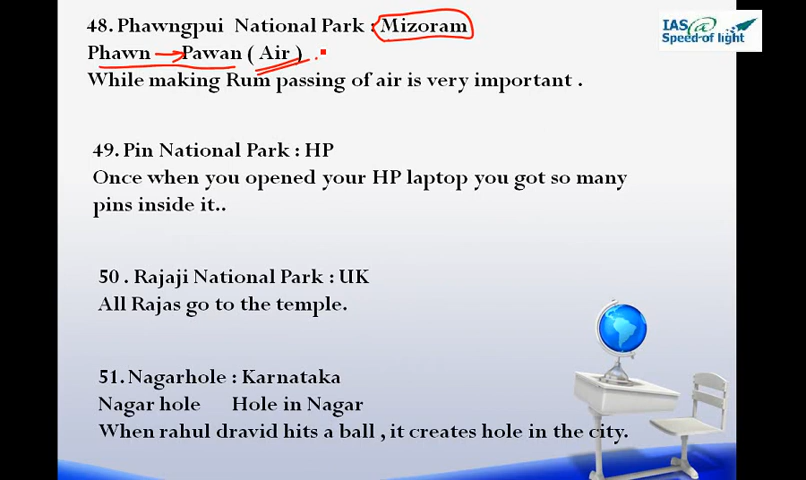 48. Phawngpui National Park : Mizoram
IAS@
Speed of light
Phawn → Pawan ( Air ) .
While making Rum passing of air is very important .
49. Pin National Park : HP
Once when you opened your HP laptop you got so many
pins inside it..
50 . Rajaji National Park : UK
All Rajas go to the temple.
51. Nagarhole : Karnataka
Nagar hole Hole in Nagar
When rahul dravid hits a ball , it creates hole in the city.